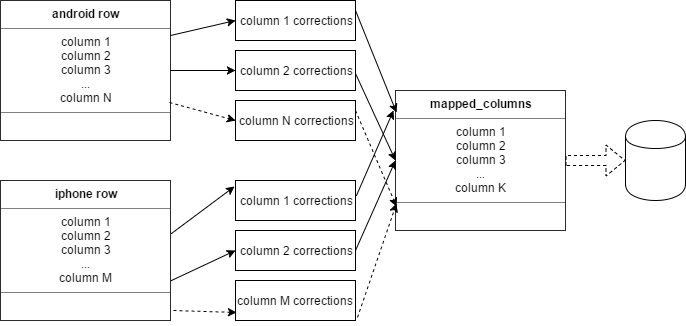 android row
column 1
column 2
column 3
...
column N
column 1 corrections
column 2 corrections
column N corrections
iphone row
column 1
column 2
column 3
...
column M
column 1 corrections
column 2 corrections
column M corrections
mapped_columns
column 1
column 2
column 3
...
column K